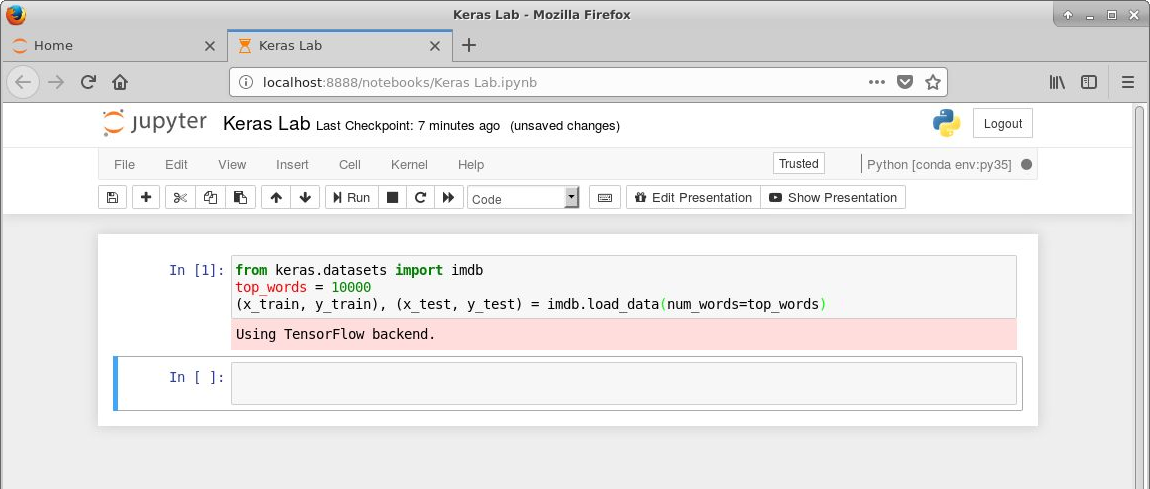 Keras Lab - Mozilla Firefox
Home
Keras Lab
localhost:8888/notebooks/Keras Lab.ipynb
jupyter Keras Lab Last Checkpoint: 7 minutes ago (unsaved changes)
Logout
File Edit View Insert Cell Kernel Help
Trusted
Python [conda env:py35]
Run
Code
Edit Presentation
Show Presentation
In [1]: from keras.datasets import imdb
top_words = 10000
(x_train, y_train), (x_test, y_test) = imdb.load_data(num_words=top_words)
Using TensorFlow backend.
In [ ]: